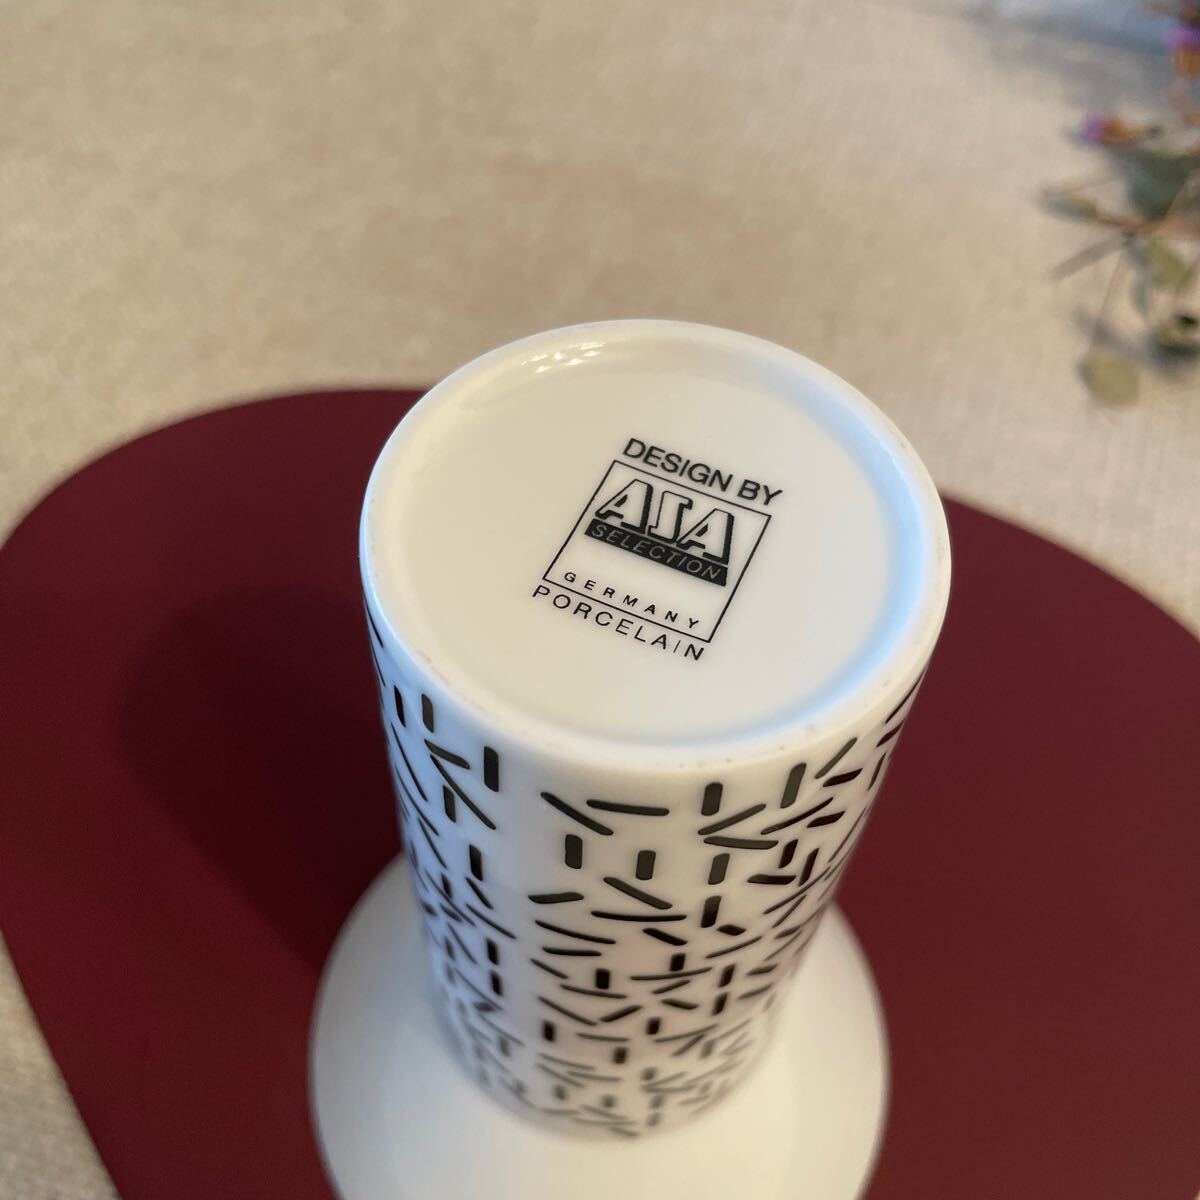 DESIGN BY
ASA
SELECTION
GERMANY
PORCELAIN